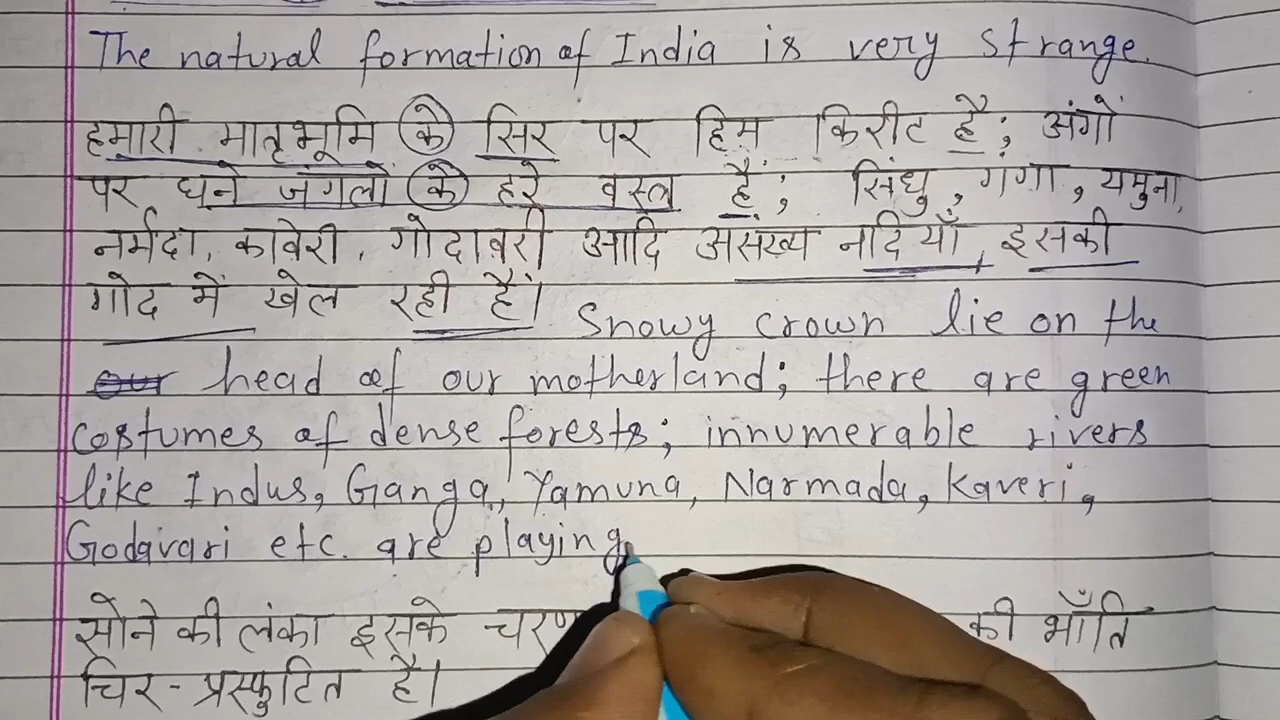 The natural formation of India is very strange.
हमारी मातृभूमि के सिर पर हिम किरीट है; अंगों
पर घने जंगलों के हरे वस्त्र हैं; सिंधु, गंगा, यमुना,
नर्मदा, कावेरी, गोदावरी आदि असंख्य नदियाँ इसकी
गोद में खेल रही हैं। Snowy crown lie on the
head of our motherland; there are green
costumes of dense forests; innumerable rivers
like Indus, Ganga, Yamuna, Narmada, Kaveri,
Godavari etc. are playing
सोने की लंका इसके चरण की भाँति
चिर-प्रस्फुटित है।